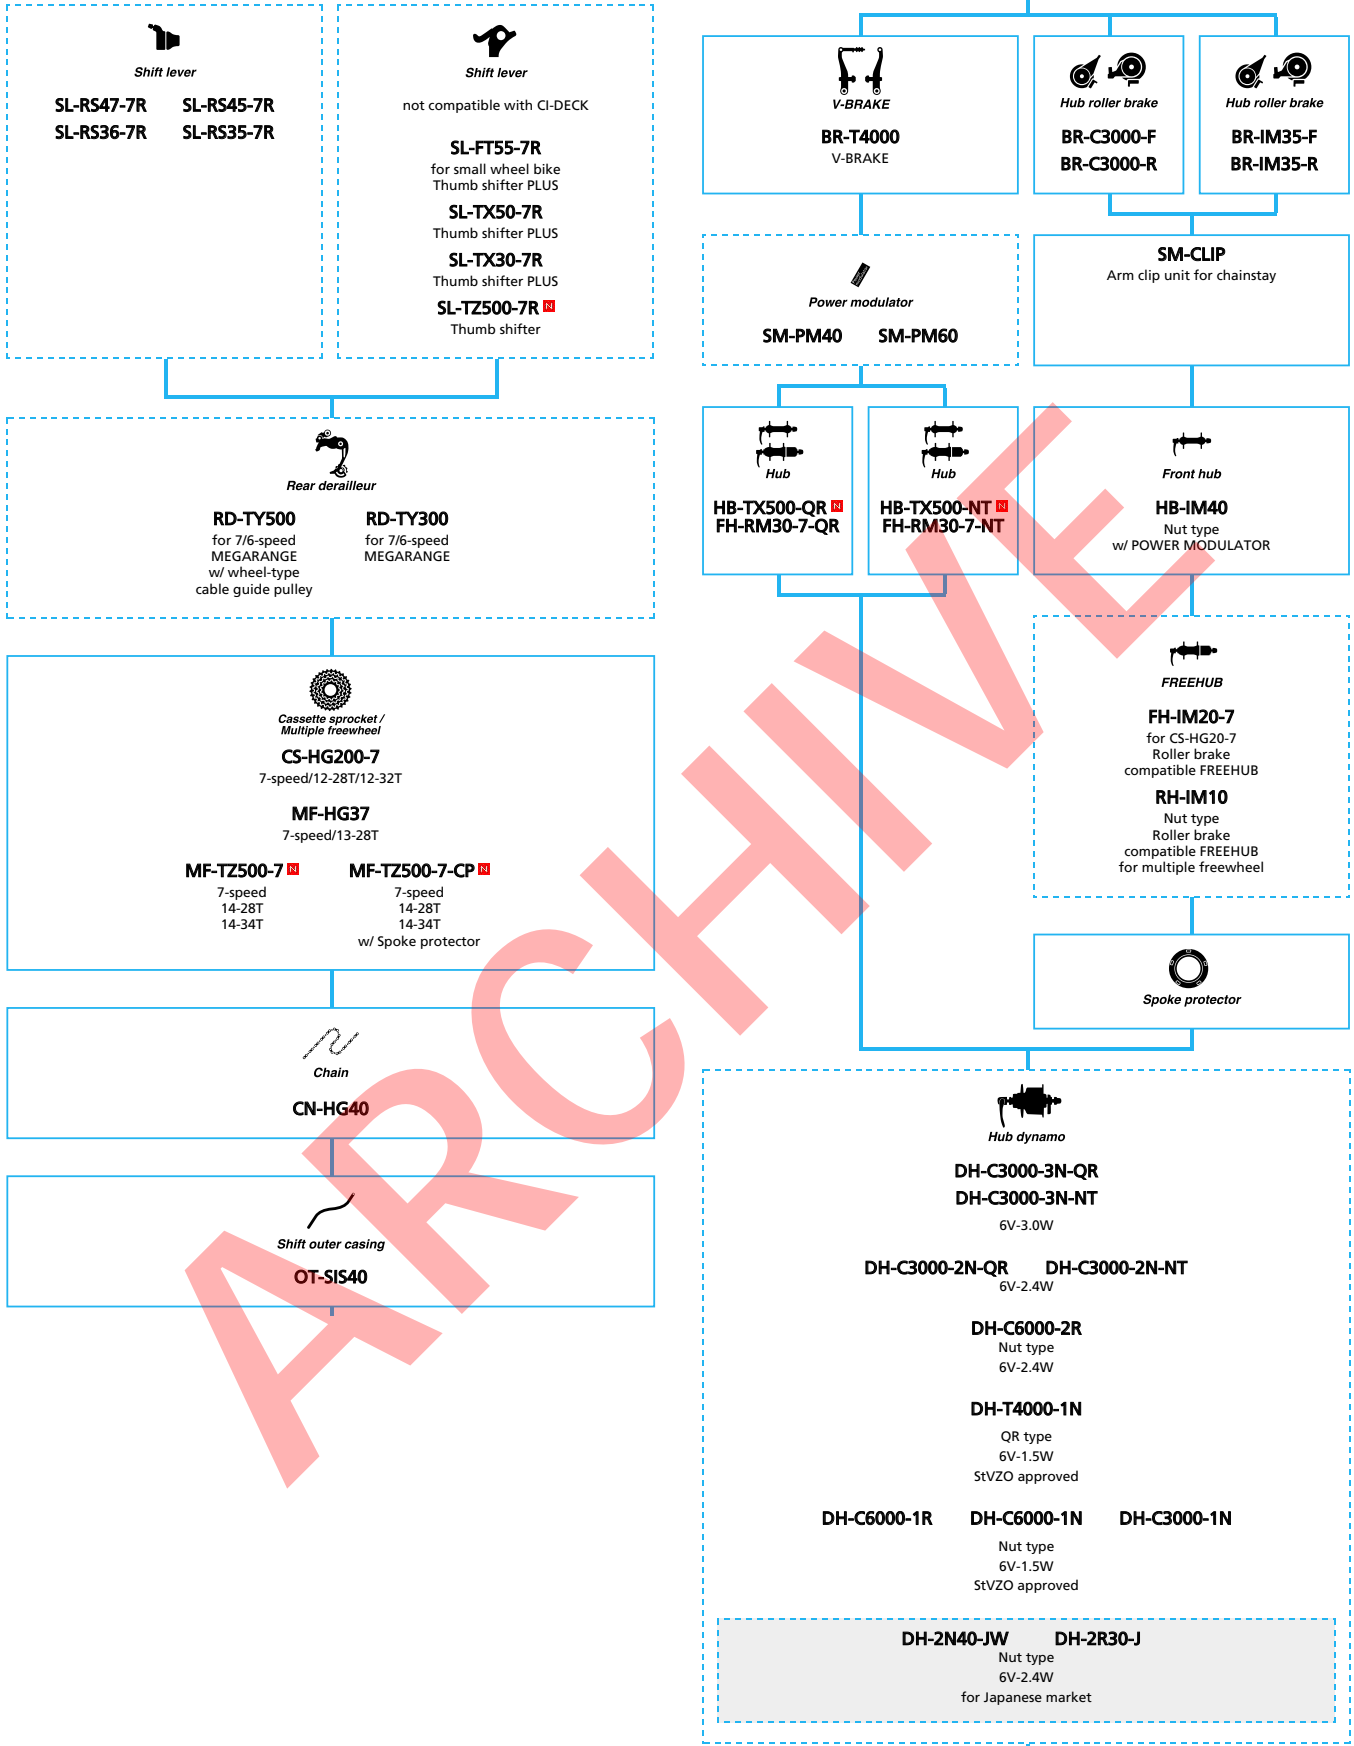 Shift lever
SL-RS47-7R SL-RS45-7R
SL-RS36-7R SL-RS35-7R
Shift lever
not compatible with CI-DECK
SL-FT55-7R
for small wheel bike
Thumb shifter PLUS
SL-TX50-7R
Thumb shifter PLUS
SL-TX30-7R
Thumb shifter PLUS
SL-TZ500-7R N
Thumb shifter
Rear derailleur
RD-TY500
for 7/6-speed
MEGARANGE
w/ wheel-type
cable guide pulley
RD-TY300
for 7/6-speed
MEGARANGE
Cassette sprocket /
Multiple freewheel
CS-HG200-7
7-speed/12-28T/12-32T
MF-HG37
7-speed/13-28T
MF-TZ500-7 N
7-speed
14-28T
14-34T
MF-TZ500-7-CP N
7-speed
14-28T
14-34T
w/ Spoke protector
Chain
CN-HG40
Shift outer casing
OT-SIS40
V-BRAKE
BR-T4000
V-BRAKE
Hub roller brake
BR-C3000-F
BR-C3000-R
Hub roller brake
BR-IM35-F
BR-IM35-R
Power modulator
SM-PM40 SM-PM60
SM-CLIP
Arm clip unit for chainstay
Hub
HB-TX500-QR N
FH-RM30-7-QR
Hub
HB-TX500-NT N
FH-RM30-7-NT
Front hub
HB-IM40
Nut type
w/ POWER MODULATOR
FREEHUB
FH-IM20-7
for CS-HG20-7
Roller brake
compatible FREEHUB
RH-IM10
Nut type
Roller brake
compatible FREEHUB
for multiple freewheel
Spoke protector
Hub dynamo
DH-C3000-3N-QR
DH-C3000-3N-NT
6V-3.0W
DH-C3000-2N-QR DH-C3000-2N-NT
6V-2.4W
DH-C6000-2R
Nut type
6V-2.4W
DH-T4000-1N
QR type
6V-1.5W
StVZO approved
DH-C6000-1R DH-C6000-1N DH-C3000-1N
Nut type
6V-1.5W
StVZO approved
DH-2N40-JW DH-2R30-J
Nut type
6V-2.4W
for Japanese market
ARCHIVE